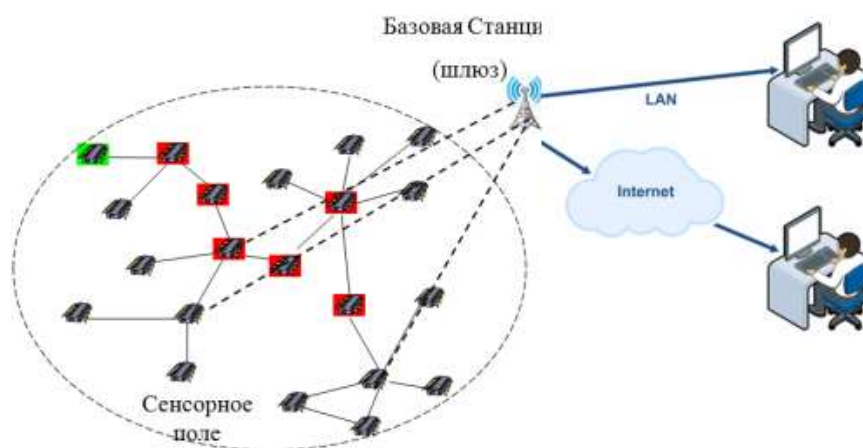 Базовая Станци
(шлюз)
LAN
Internet
Сенсорное
поле